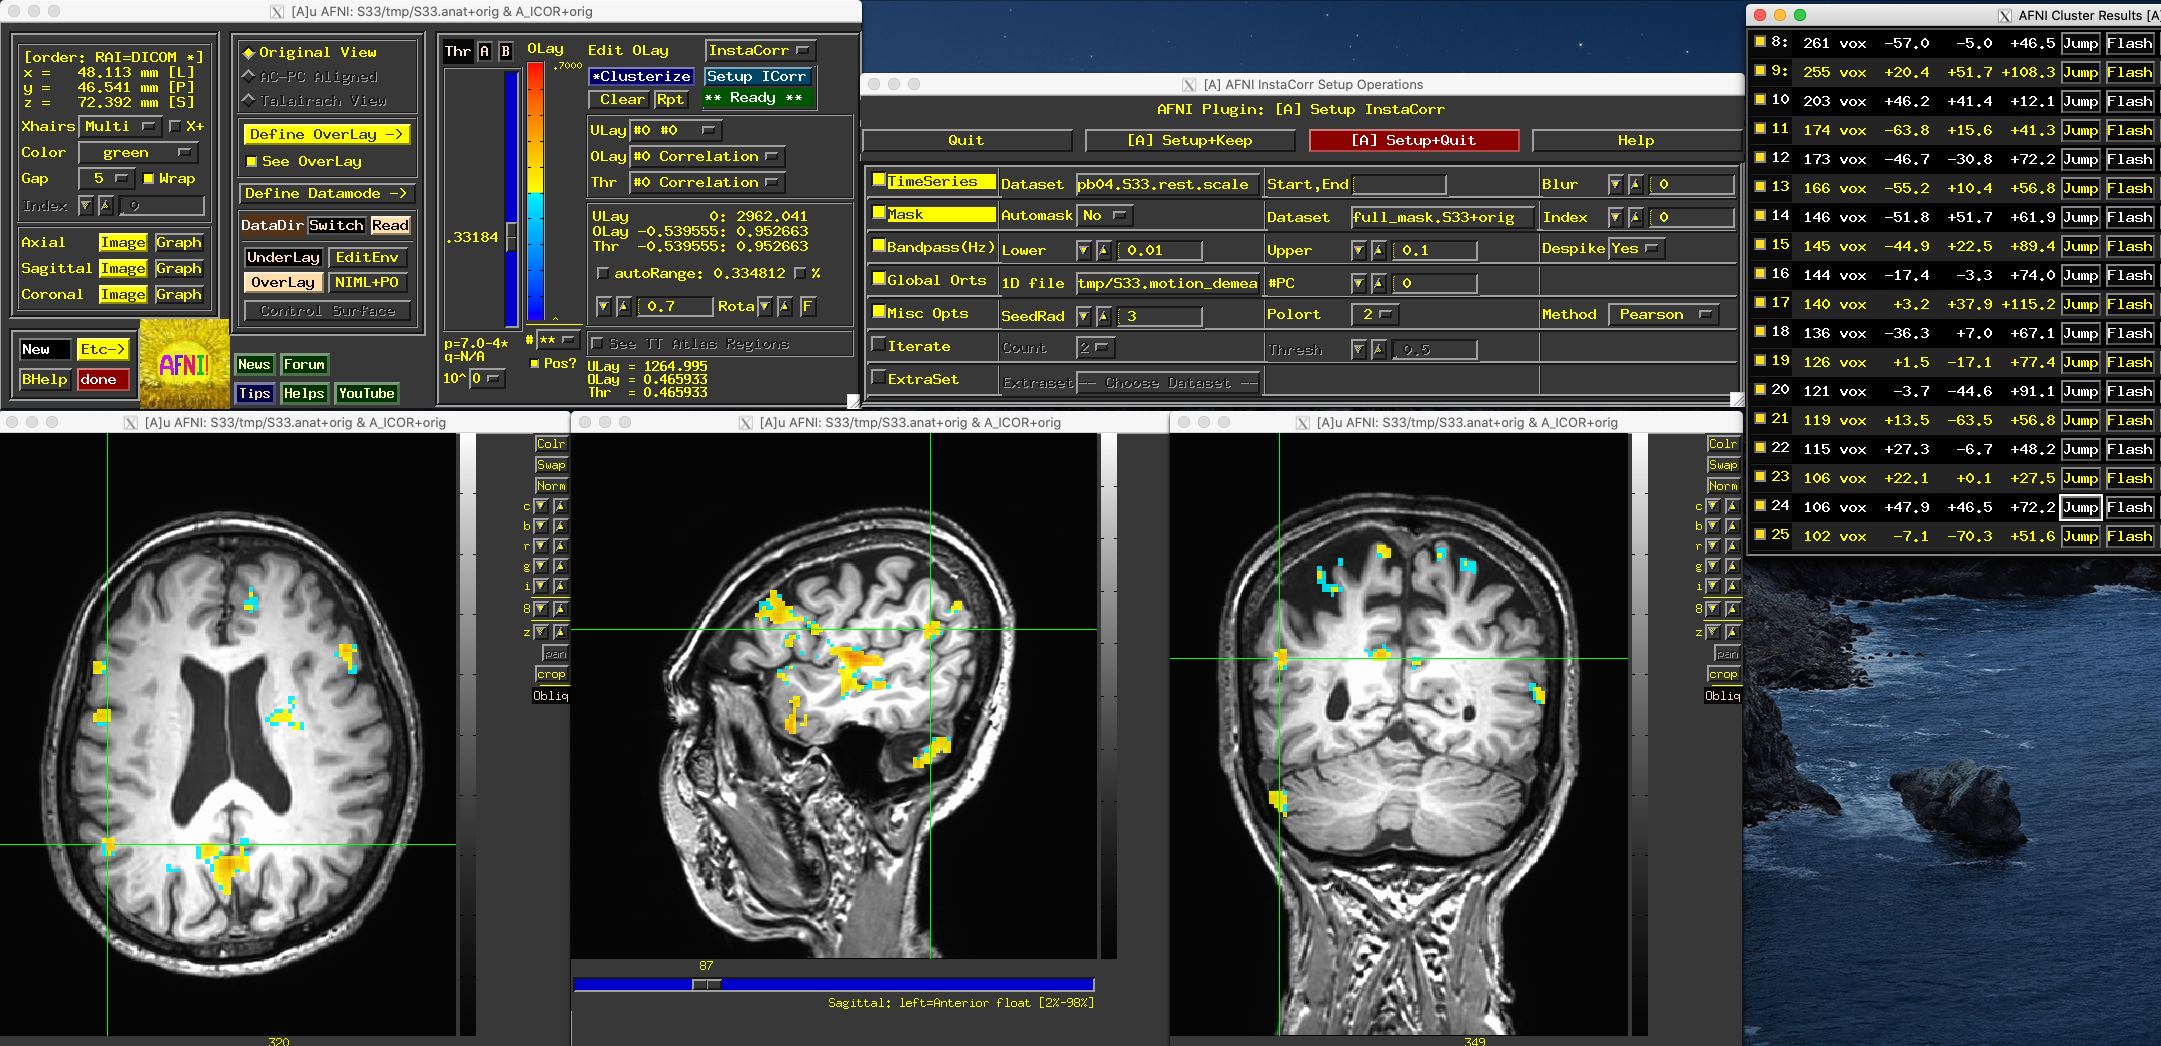 [A]u AFNI: S33/tmp/S33.anat+orig & A_ICOR+orig
[order: RAI=DICOM *]
x = 48.113 mm [L]
y = 46.541 mm [P]
z = 72.392 mm [S]
Xhairs Multi X+
Color green
Gap 5 Wrap
Index 0
Axial Image Graph
Sagittal Image Graph
Coronal Image Graph
New Etc->
BHelp done
AFNI!
Original View
AC-PC Aligned
Talairach View
Define OverLay ->
See OverLay
Define Datamode ->
DataDir Switch Read
UnderLay EditEnv
OverLay NIML+PO
Control Surface
News Forum
Tips Helps YouTube
Thr A B OLay
.7000
.33184
p=7.0-4*
q=N/A
10^ 0
# **
Pos?
Edit OLay InstaCorr
*Clusterize Setup ICorr
Clear Rpt ** Ready **
ULay #0 #0
OLay #0 Correlation
Thr #0 Correlation
ULay 0: 2962.041
OLay -0.539555: 0.952663
Thr -0.539555: 0.952663
autoRange: 0.334812 %
0.7 Rota F
See TT Atlas Regions
ULay = 1264.995
OLay = 0.465933
Thr = 0.465933
[A] AFNI InstaCorr Setup Operations
AFNI Plugin: [A] Setup InstaCorr
Quit [A] Setup+Keep [A] Setup+Quit Help
TimeSeries Dataset pb04.S33.rest.scale Start,End Blur 0
Mask Automask No Dataset full_mask.S33+orig Index 0
Bandpass(Hz) Lower 0.01 Upper 0.1 Despike Yes
Global Orts 1D file tmp/S33.motion_demea #PC 0
Misc Opts SeedRad 3 Polort 2 Method Pearson
Iterate Count 2 Thresh 0.5
ExtraSet Extraset -- Choose Dataset --
AFNI Cluster Results [A]
8: 261 vox -57.0 -5.0 +46.5 Jump Flash
9: 255 vox +20.4 +51.7 +108.3 Jump Flash
10 203 vox +46.2 +41.4 +12.1 Jump Flash
11 174 vox -63.8 +15.6 +41.3 Jump Flash
12 173 vox -46.7 -30.8 +72.2 Jump Flash
13 166 vox -55.2 +10.4 +56.8 Jump Flash
14 146 vox -51.8 +51.7 +61.9 Jump Flash
15 145 vox -44.9 +22.5 +89.4 Jump Flash
16 144 vox -17.4 -3.3 +74.0 Jump Flash
17 140 vox +3.2 +37.9 +115.2 Jump Flash
18 136 vox -36.3 +7.0 +67.1 Jump Flash
19 126 vox +1.5 -17.1 +77.4 Jump Flash
20 121 vox -3.7 -44.6 +91.1 Jump Flash
21 119 vox +13.5 -63.5 +56.8 Jump Flash
22 115 vox +27.3 -6.7 +48.2 Jump Flash
23 106 vox +22.1 +0.1 +27.5 Jump Flash
24 106 vox +47.9 +46.5 +72.2 Jump Flash
25 102 vox -7.1 -70.3 +51.6 Jump Flash
[A]u AFNI: S33/tmp/S33.anat+orig & A_ICOR+orig
Colr
Swap
Norm
c
b
r
g
i
8
z
pan
crop
Obliq
320
[A]u AFNI: S33/tmp/S33.anat+orig & A_ICOR+orig
87
Sagittal: left=Anterior float [2%-98%]
[A]u AFNI: S33/tmp/S33.anat+orig & A_ICOR+orig
Colr
Swap
Norm
c
b
r
g
i
8
z
pan
crop
Obliq
349